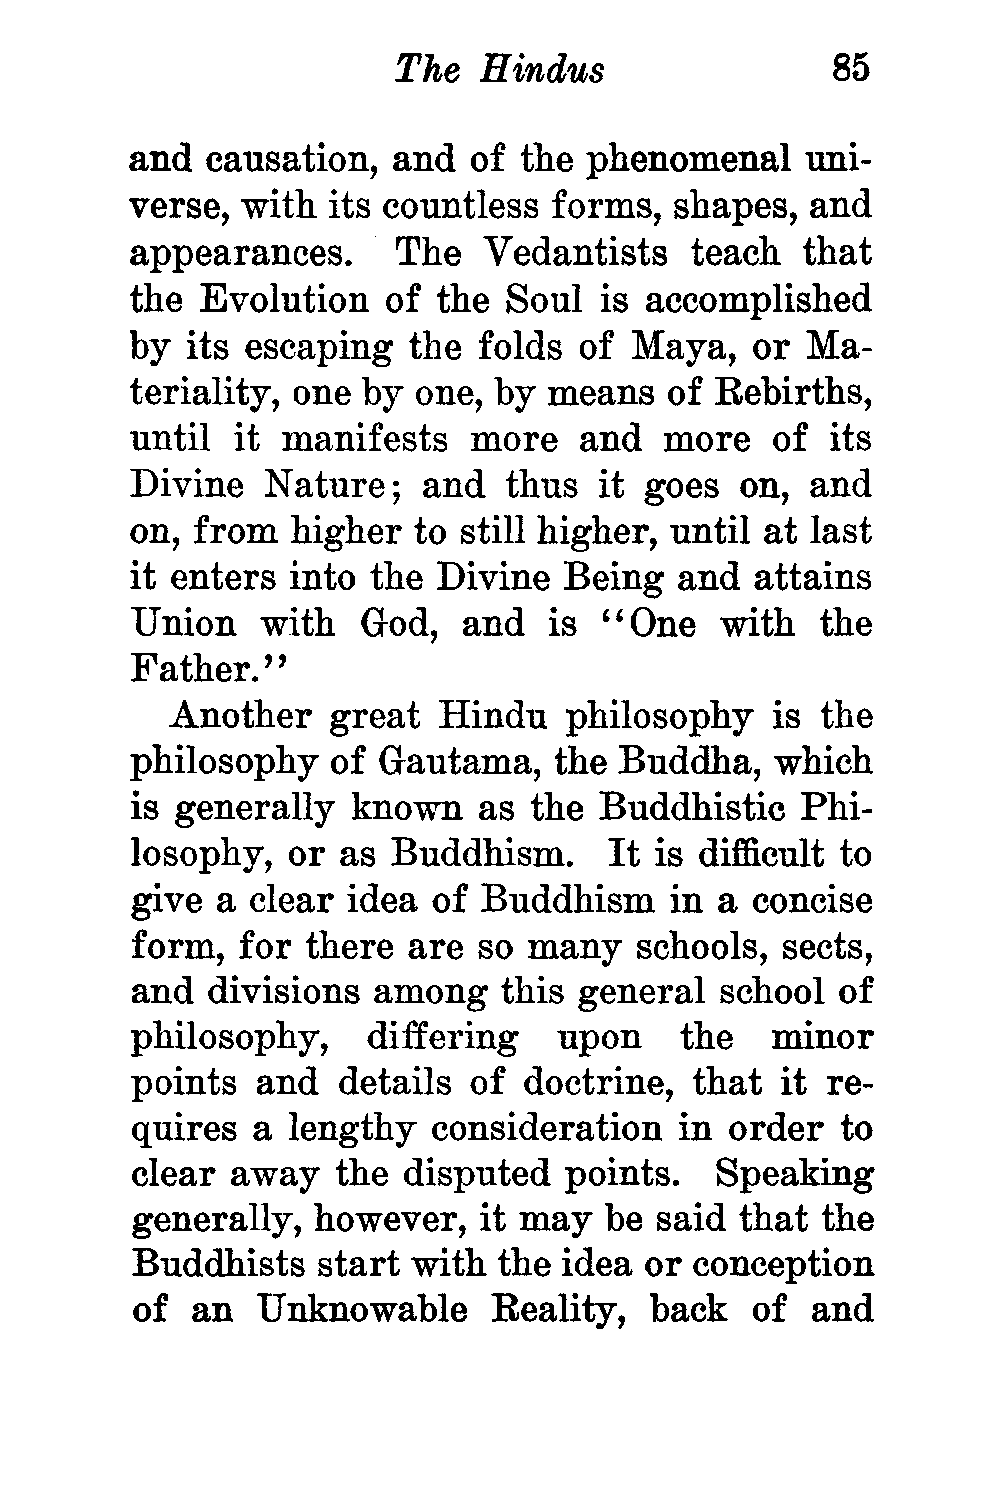 The Hindus 85
and causation, and of the phenomenal uni-
verse, with its countless forms, shapes, and
appearances. The Vedantists teach that
the Evolution of the Soul is accomplished
by its escaping the folds of Maya, or Ma-
teriality, one by one, by means of Rebirths,
until it manifests more and more of its
Divine Nature; and thus it goes on, and
on, from higher to still higher, until at last
it enters into the Divine Being and attains
Union with God, and is “One with the
Father.”
Another great Hindu philosophy is the
philosophy of Gautama, the Buddha, which
is generally known as the Buddhistic Phi-
losophy, or as Buddhism. It is difficult to
give a clear idea of Buddhism in a concise
form, for there are so many schools, sects,
and divisions among this general school of
philosophy, differing upon the minor
points and details of doctrine, that it re-
quires a lengthy consideration in order to
clear away the disputed points. Speaking
generally, however, it may be said that the
Buddhists start with the idea or conception
of an Unknowable Reality, back of and